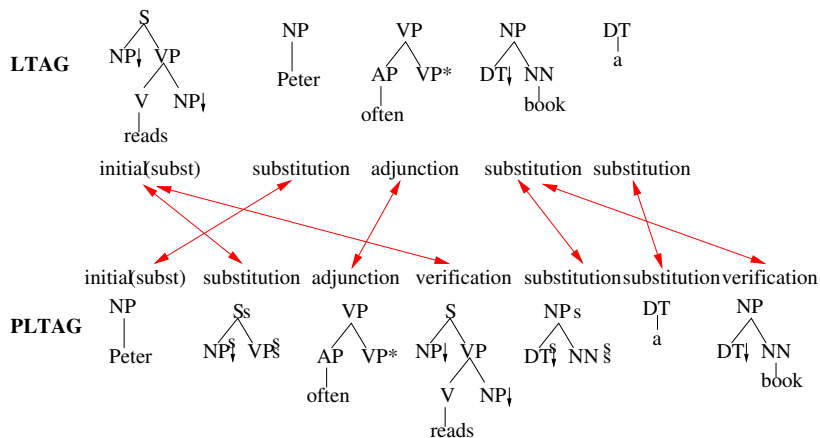 S NP DT
VP NP
NP↓ VP
LTAG AP VP* DT↓ NN a
Peter
V NP↓ often book
reads
initial(subst) substitution adjunction substitution substitution
initial(subst) substitution adjunction verification substitution substitution verification
NP Ss VP S NP s DT NP
PLTAG Peter NP↓s VPs s AP VP* NP↓ VP DT↓s NN s s a DT↓ NN
often V NP↓ book
reads